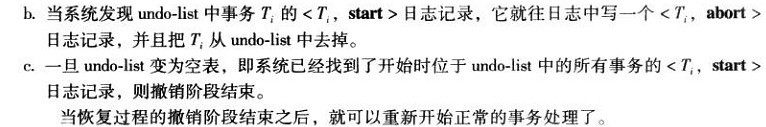 b. 当系统发现 undo-list 中事务 Ti 的 < Ti，start > 日志记录，它就往日志中写一个 < Ti，abort >
日志记录，并且把 Ti 从 undo-list 中去掉。
c. 一旦 undo-list 变为空表，即系统已经找到了开始时位于 undo-list 中的所有事务的 < Ti，start >
日志记录，则撤销阶段结束。
当恢复过程的撤销阶段结束之后，就可以重新开始正常的事务处理了。